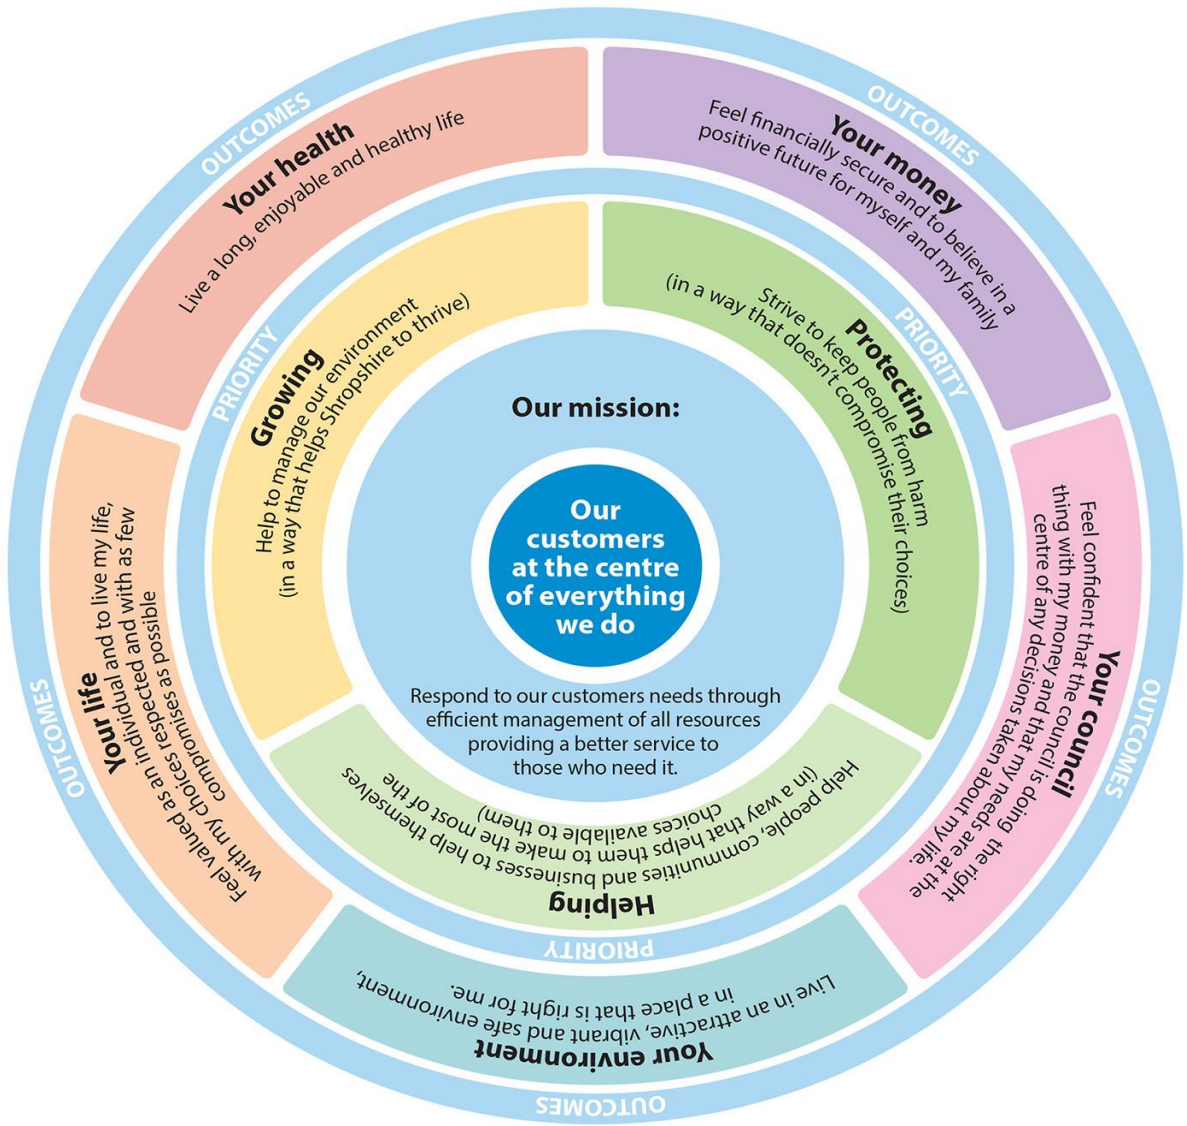 OUTCOMES
Your health
Live a long, enjoyable and healthy life
OUTCOMES
Your money
Feel financially secure and to believe in a
positive future for myself and my family
OUTCOMES
Your council
Feel confident that the council is doing the right
thing with my money and that my needs are at the
centre of any decisions taken about my life.
OUTCOMES
Your environment
Live in an attractive, vibrant and safe environment,
in a place that is right for me.
OUTCOMES
Your life
Feel valued as an individual and to live my life,
with my choices respected and with as few
compromises as possible
PRIORITY
Growing
Help to manage our environment
(in a way that helps Shropshire to thrive)
PRIORITY
Protecting
Strive to keep people from harm
(in a way that doesn't compromise their choices)
PRIORITY
Helping
Help people, communities and businesses to help themselves
(in a way that helps them to make the most of the
choices available to them)
Our mission:
Our
customers
at the centre
of everything
we do
Respond to our customers needs through
efficient management of all resources
providing a better service to
those who need it.